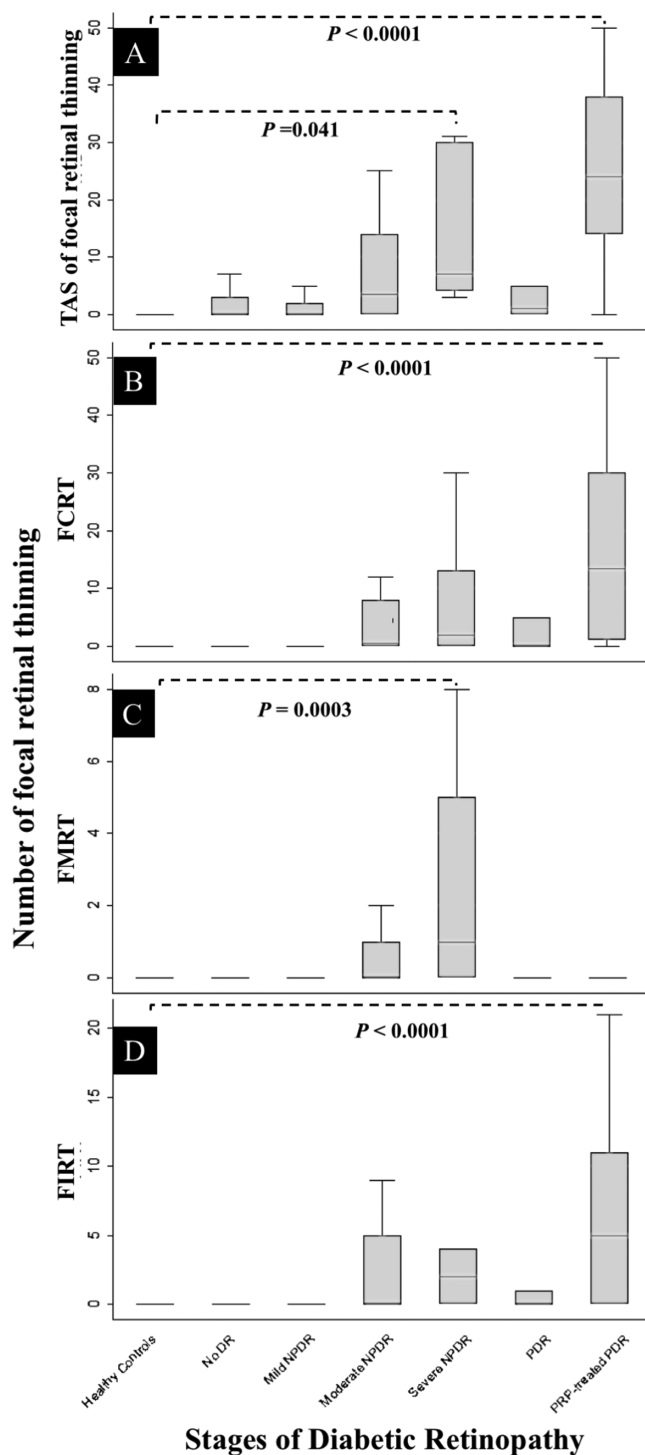 A
P < 0.0001
P =0.041
TAS of focal retinal thinning
50
40
30
20
10
0
B
P < 0.0001
FCRT
50
40
30
20
10
0
Number of focal retinal thinning
C
P = 0.0003
FMRT
8
6
4
2
0
D
P < 0.0001
FIRT
20
15
10
5
0
Healthy Controls
No DR
Mild NPDR
Moderate NPDR
Severe NPDR
PDR
PRP-treated PDR
Stages of Diabetic Retinopathy